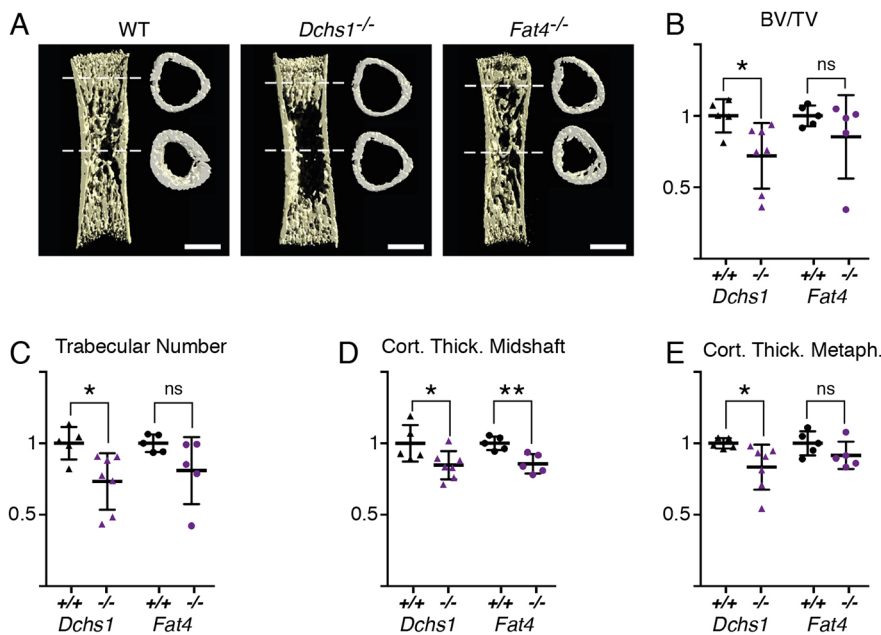 A
WT
Dchs1-/-
Fat4-/-
B
BV/TV
*
ns
1
0.5
+/+ -/- +/+ -/-
Dchs1 Fat4
C
Trabecular Number
*
ns
1
0.5
+/+ -/- +/+ -/-
Dchs1 Fat4
D
Cort. Thick. Midshaft
*
**
1
0.5
+/+ -/- +/+ -/-
Dchs1 Fat4
E
Cort. Thick. Metaph.
*
ns
1
0.5
+/+ -/- +/+ -/-
Dchs1 Fat4